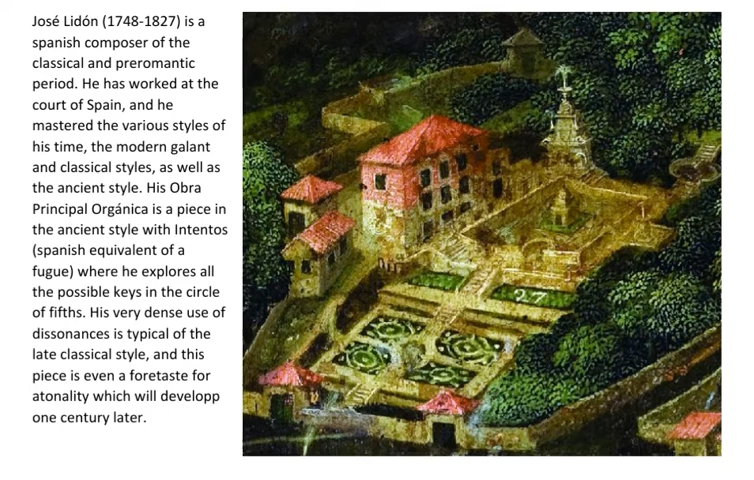 José Lidón (1748-1827) is a
spanish composer of the
classical and preromantic
period. He has worked at the
court of Spain, and he
mastered the various styles of
his time, the modern galant
and classical styles, as well as
the ancient style. His Obra
Principal Orgánica is a piece in
the ancient style with Intentos
(spanish equivalent of a
fugue) where he explores all
the possible keys in the circle
of fifths. His very dense use of
dissonances is typical of the
late classical style, and this
piece is even a foretaste for
atonality which will developp
one century later.
27